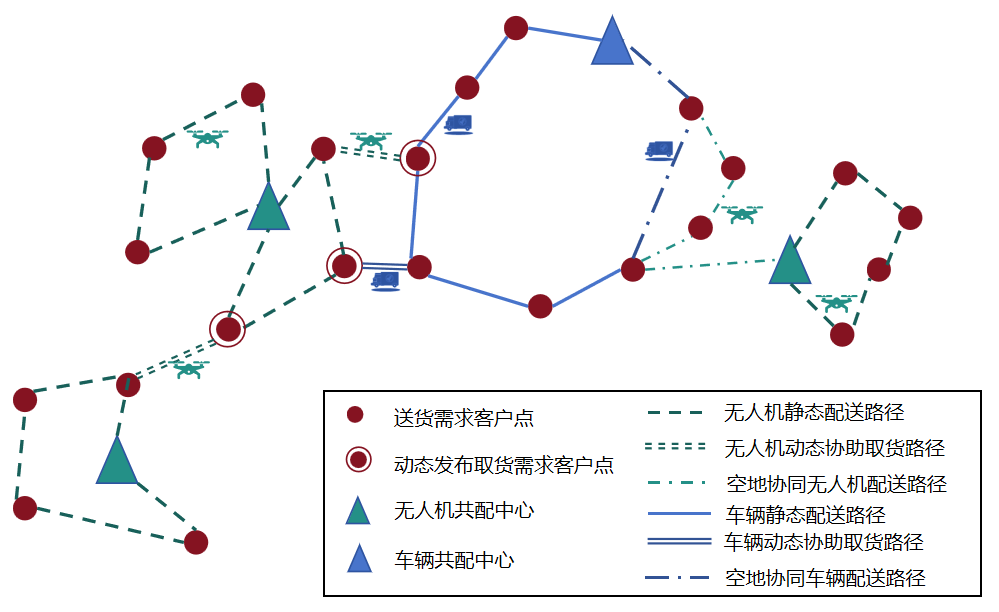 送货需求客户点
动态发布取货需求客户点
无人机共配中心
车辆共配中心
无人机静态配送路径
无人机动态协助取货路径
空地协同无人机配送路径
车辆静态配送路径
车辆动态协助取货路径
空地协同车辆配送路径